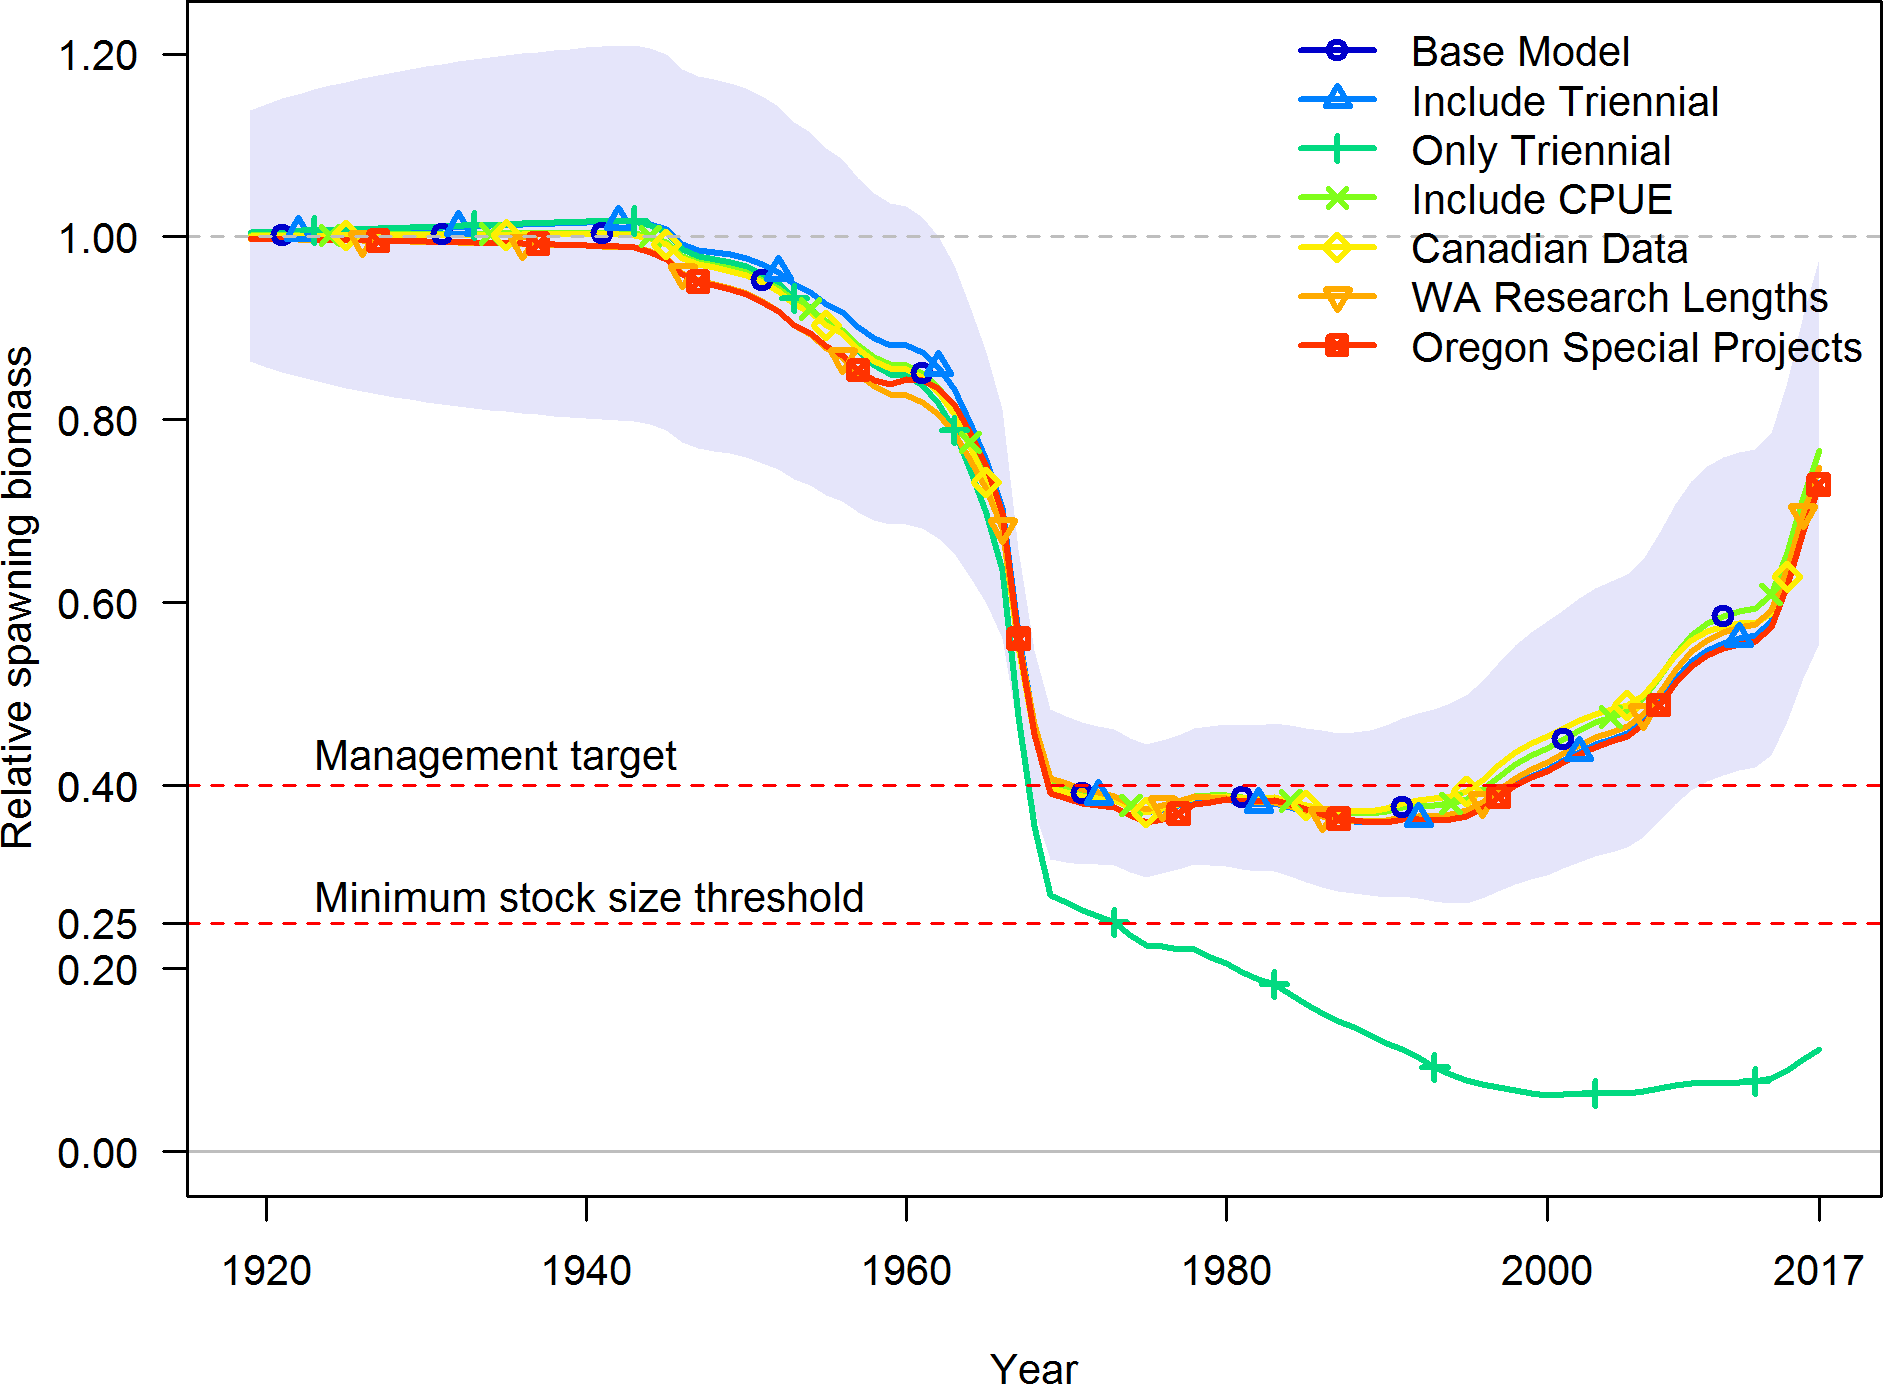 Base Model
Include Triennial
Only Triennial
Include CPUE
Canadian Data
WA Research Lengths
Oregon Special Projects
Relative spawning biomass
1.20
1.00
0.80
0.60
0.40
0.25
0.20
0.00
Management target
Minimum stock size threshold
1920
1940
1960
1980
2000
2017
Year